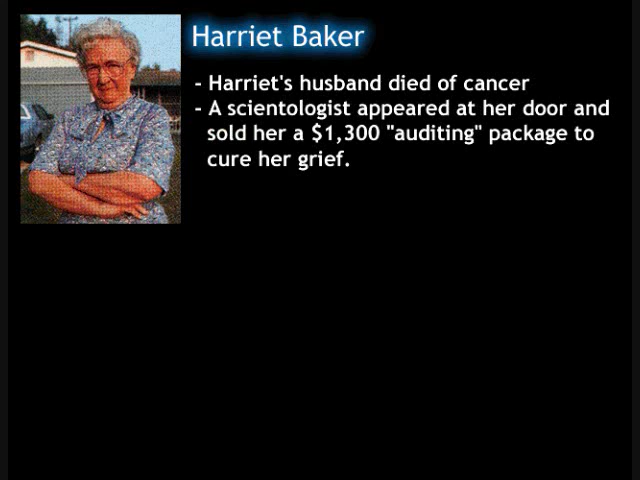 Harriet Baker
- Harriet's husband died of cancer
- A scientologist appeared at her door and
sold her a $1,300 "auditing" package to
cure her grief.